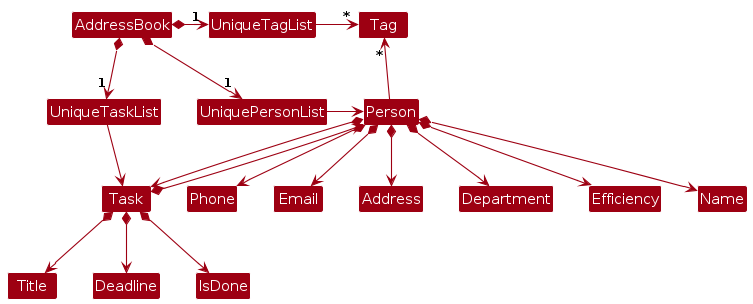 AddressBook 1 UniqueTagList * Tag
*
1 1
UniqueTaskList UniquePersonList Person
Task Phone Email Address Department Efficiency Name
Title Deadline IsDone